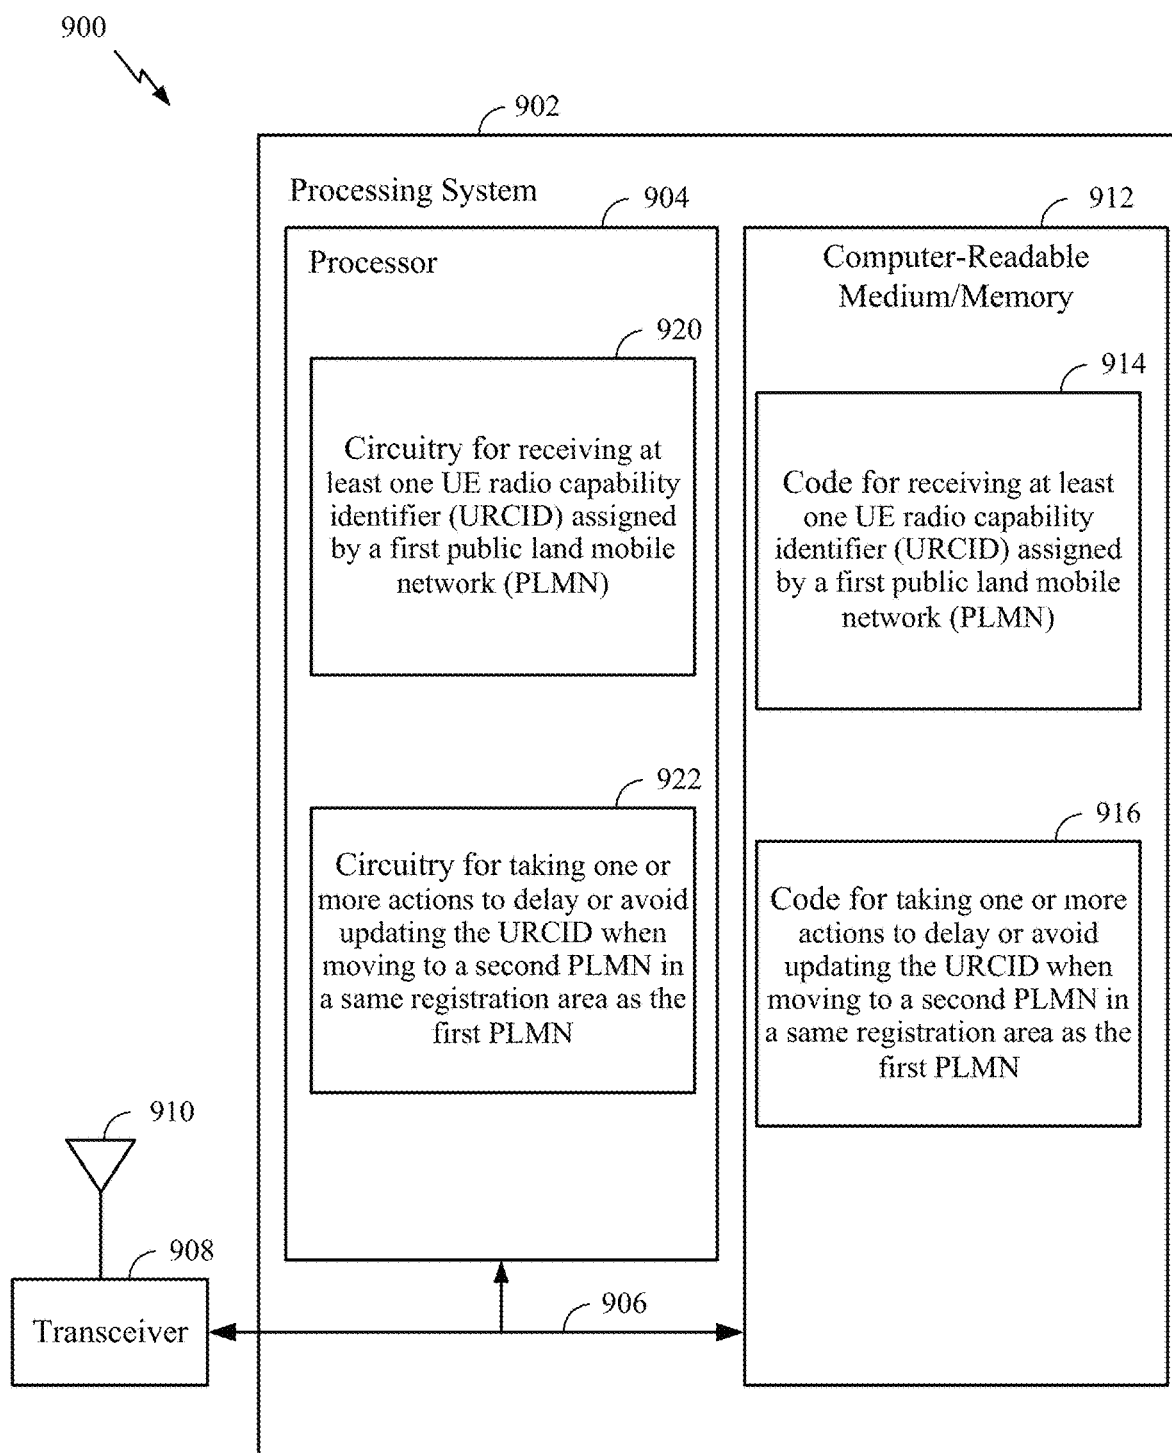 900
902
Processing System
904
Processor
920
Circuitry for receiving at
least one UE radio capability
identifier (URCID) assigned
by a first public land mobile
network (PLMN)
922
Circuitry for taking one or
more actions to delay or avoid
updating the URCID when
moving to a second PLMN in
a same registration area as the
first PLMN
912
Computer-Readable
Medium/Memory
914
Code for receiving at least
one UE radio capability
identifier (URCID) assigned
by a first public land mobile
network (PLMN)
916
Code for taking one or more
actions to delay or avoid
updating the URCID when
moving to a second PLMN in
a same registration area as the
first PLMN
910
908
Transceiver
906